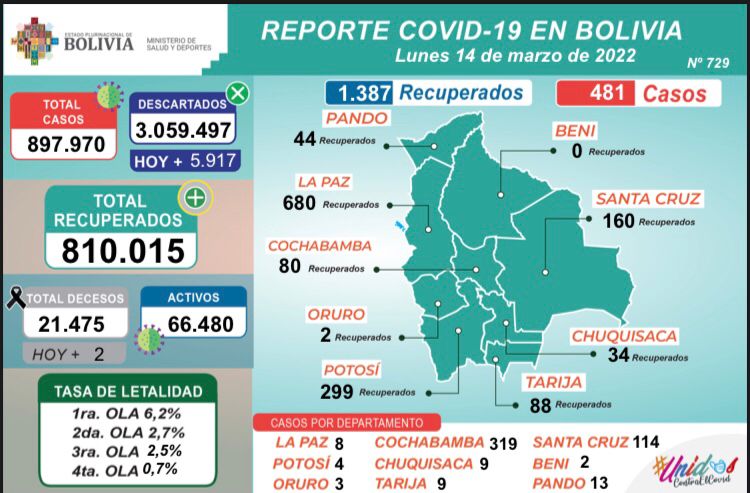 ESTADO PLURINACIONAL DE
BOLIVIA
MINISTERIO DE
SALUD Y DEPORTES
REPORTE COVID-19 EN BOLIVIA
Lunes 14 de marzo de 2022
Nº 729
TOTAL
CASOS
897.970
DESCARTADOS
3.059.497
HOY + 5.917
TOTAL
RECUPERADOS
810.015
TOTAL DECESOS
21.475
HOY + 2
ACTIVOS
66.480
TASA DE LETALIDAD
1ra. OLA 6,2%
2da. OLA 2,7%
3ra. OLA 2,5%
4ta. OLA 0,7%
1.387 Recuperados
481 Casos
PANDO
44 Recuperados
BENI
0 Recuperados
LA PAZ
680 Recuperados
SANTA CRUZ
160 Recuperados
COCHABAMBA
80 Recuperados
ORURO
2 Recuperados
CHUQUISACA
34 Recuperados
POTOSÍ
299 Recuperados
TARIJA
88 Recuperados
CASOS POR DEPARTAMENTO
LA PAZ 8 COCHABAMBA 319 SANTA CRUZ 114
POTOSÍ 4 CHUQUISACA 9 BENI 2
ORURO 3 TARIJA 9 PANDO 13
#Unidos
ContraElCovid